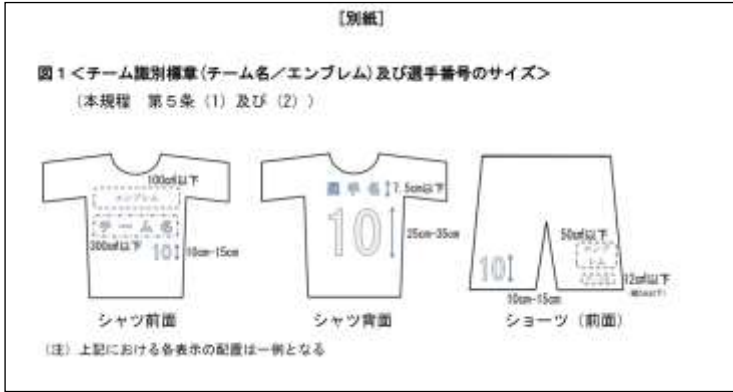 [別紙]
図1<チーム識別標章(チーム名/エンブレム)及び選手番号のサイズ>
(本規程 第5条(1)及び(2))
100㎠以下
エンブレム
チーム名
300㎠以下
10
10cm-15cm
シャツ前面
選手名
7.5cm以下
10
25cm-35cm
シャツ背面
50㎠以下
10
12㎠以下
10cm-15cm
ショーツ(前面)
(注)上記における各表示の配置は一例となる